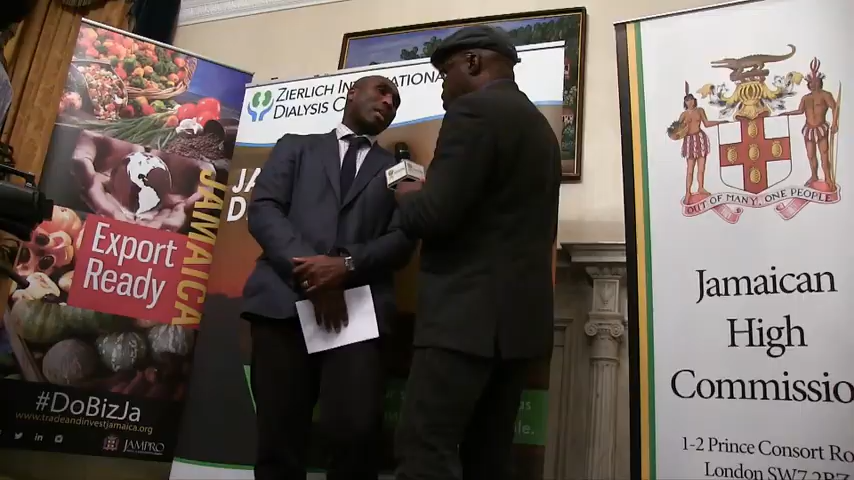 Export
Ready
JAMAICA
#DoBizJa
www.tradeandinvestjamaica.org
JAMPRO
ZIERLICH INTERNATIONA
DIALYSIS C
JA
D
OUT OF MANY, ONE PEOPLE
Jamaican
High
Commissio
1-2 Prince Consort Ro
London SW7 2BZ